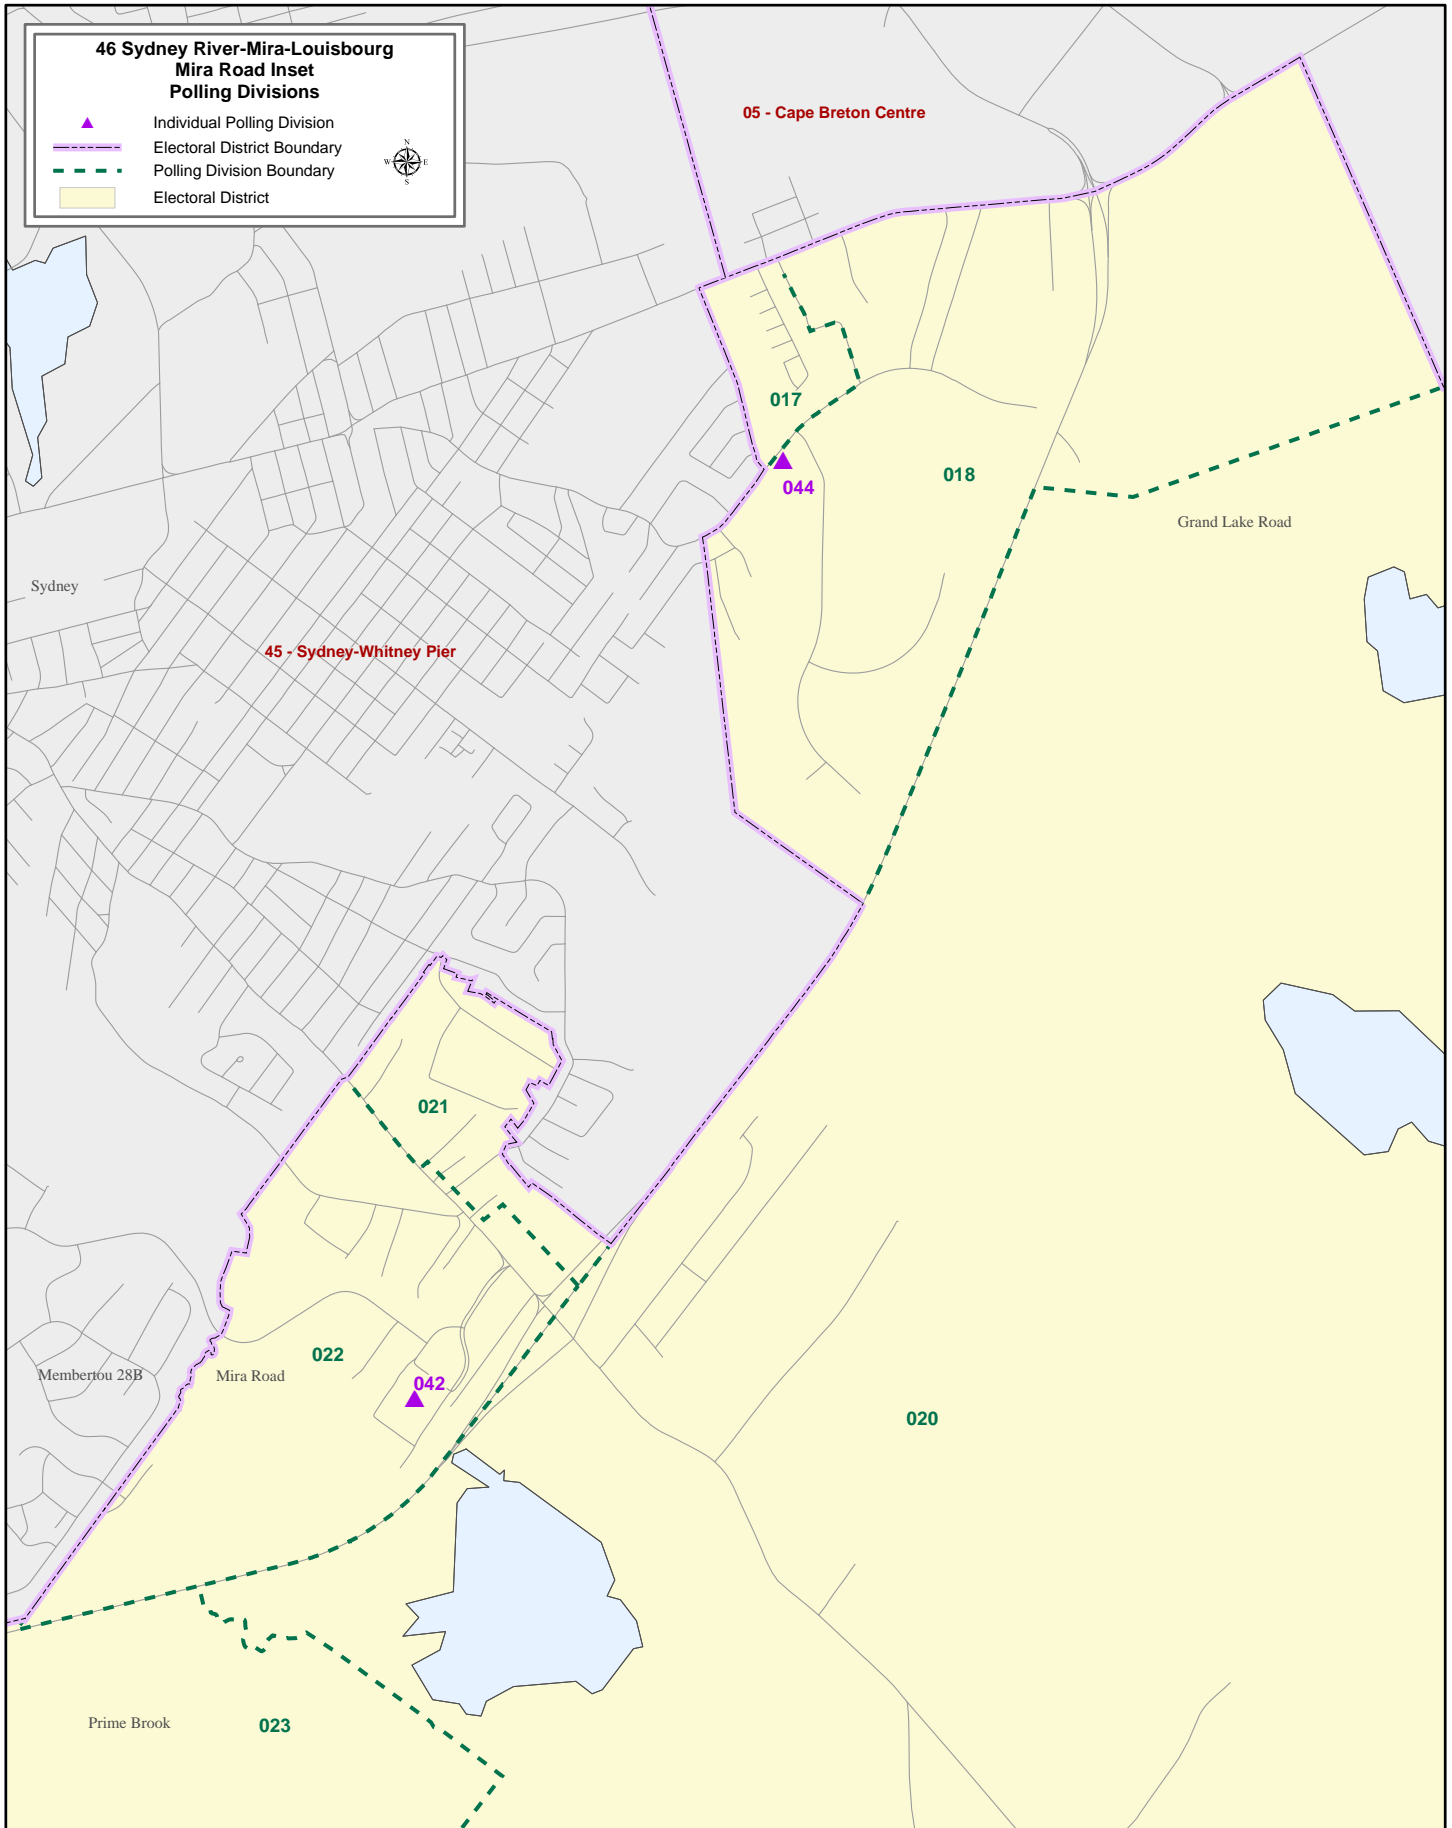 46 Sydney River-Mira-Louisbourg
Mira Road Inset
Polling Divisions
Individual Polling Division
Electoral District Boundary
Polling Division Boundary
Electoral District
N
W E
S
05 - Cape Breton Centre
017
044
018
Grand Lake Road
Sydney
45 - Sydney-Whitney Pier
021
022
Membertou 28B
Mira Road
042
020
Prime Brook
023